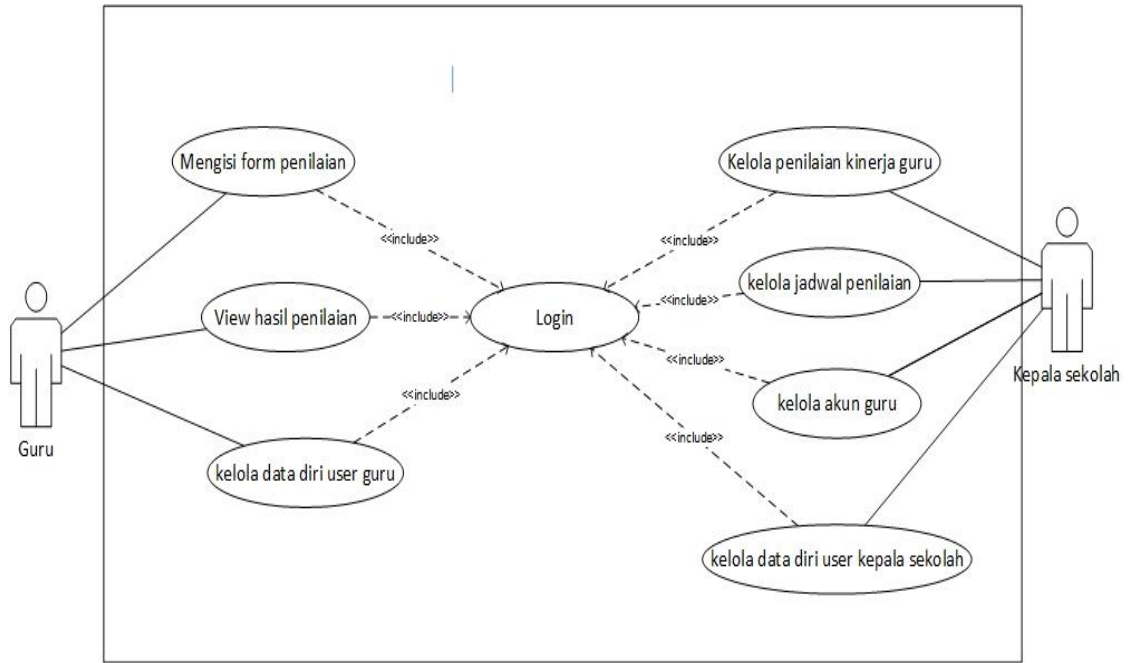 Mengisi form penilaian
Kelola penilaian kinerja guru
<<include>>
<<include>>
kelola jadwal penilaian
<<include>>
View hasil penilaian
<<include>>
Login
<<include>>
Kepala sekolah
<<include>>
kelola akun guru
<<include>>
Guru
kelola data diri user guru
kelola data diri user kepala sekolah